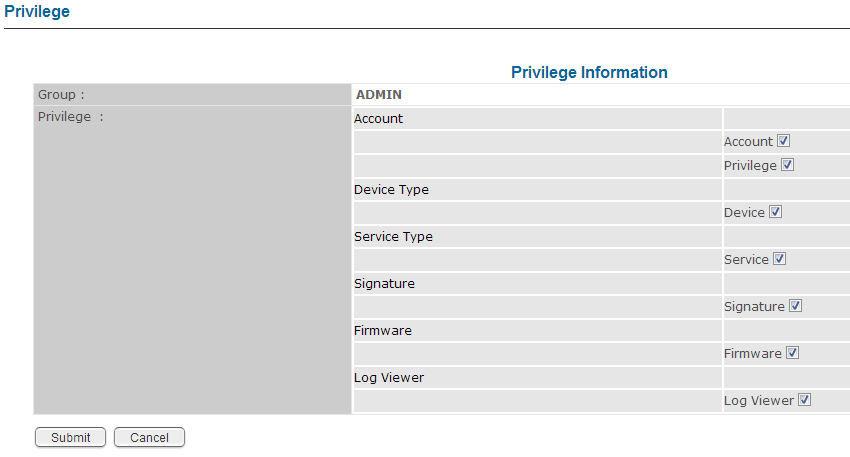 Privilege
Privilege Information
Group :
ADMIN
Privilege :
Account
Account
Privilege
Device Type
Device
Service Type
Service
Signature
Signature
Firmware
Firmware
Log Viewer
Log Viewer
Submit
Cancel